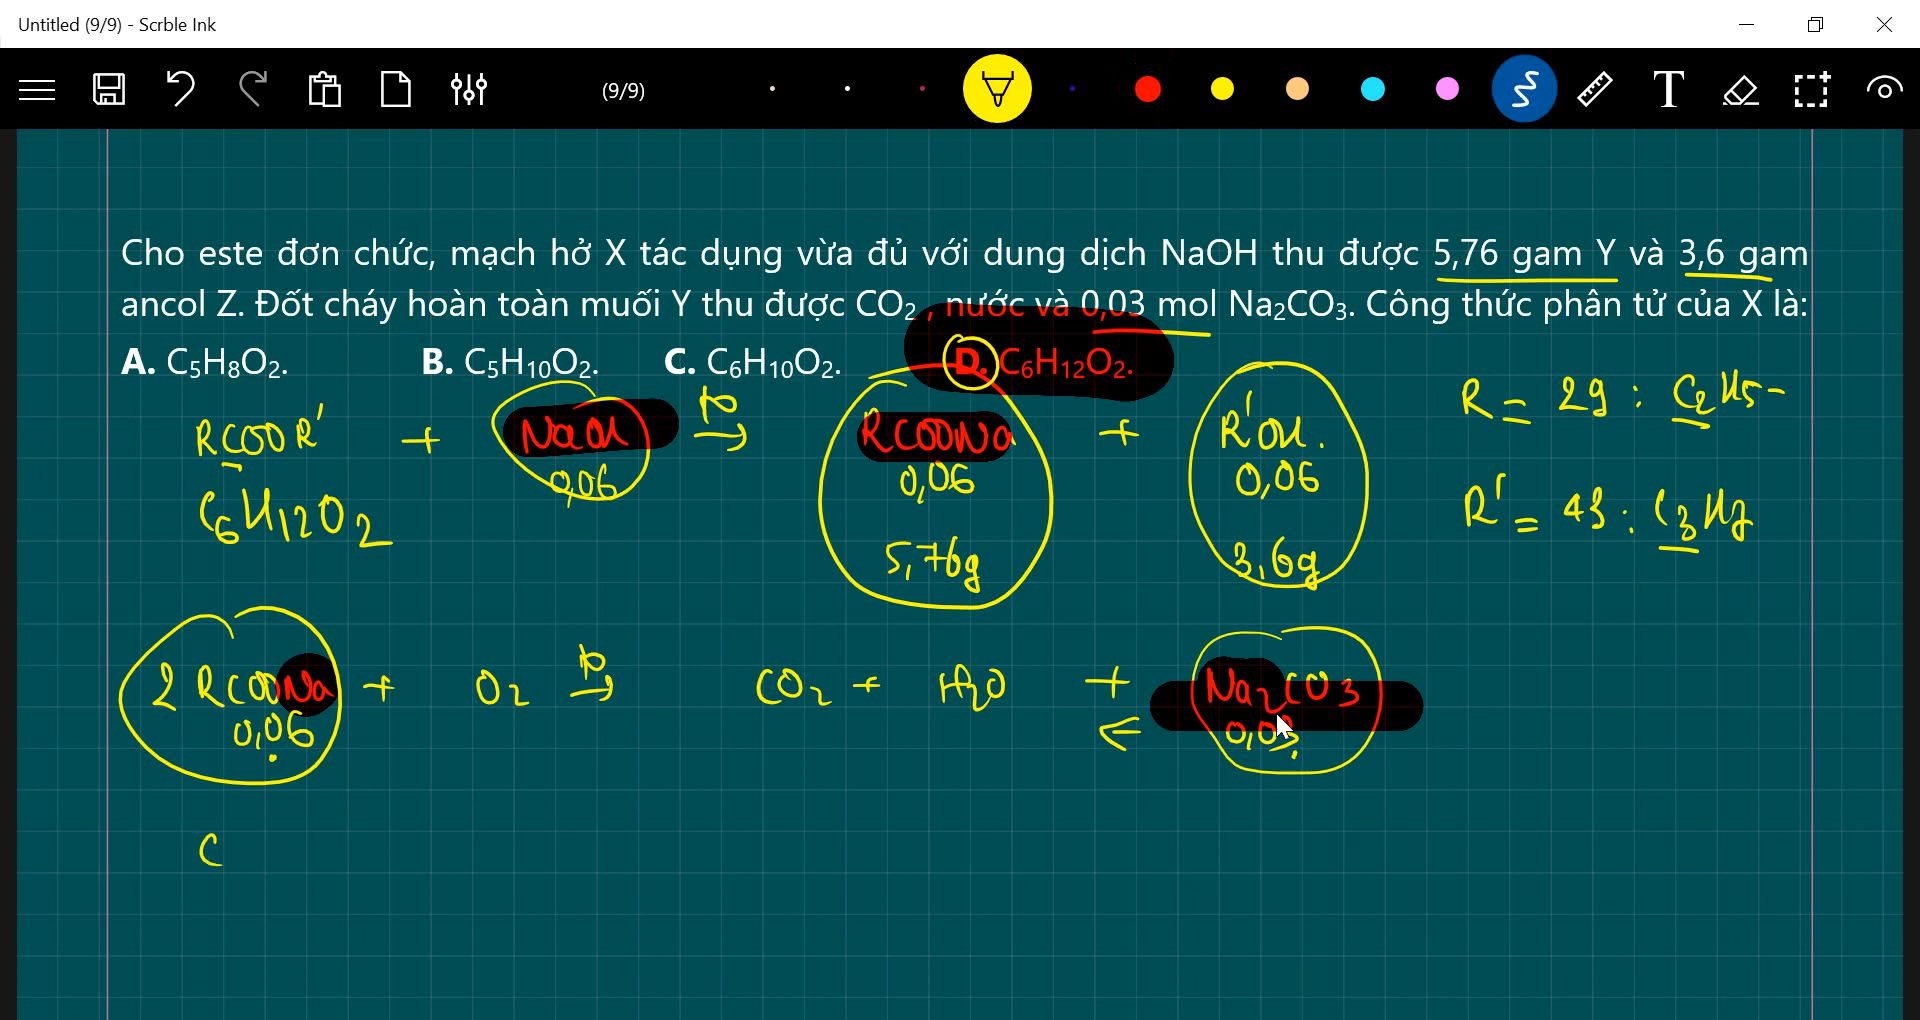 Untitled (9/9) - Scrble Ink
(9/9)
T
Cho este đơn chức, mạch hở X tác dụng vừa đủ với dung dịch NaOH thu được 5,76 gam Y và 3,6 gam
ancol Z. Đốt cháy hoàn toàn muối Y thu được CO₂ , nước và 0,03 mol Na₂CO₃. Công thức phân tử của X là:
A. C₅H₈O₂. B. C₅H₁₀O₂. C. C₆H₁₀O₂. D. C₆H₁₂O₂.
RCOOR' + NaOH t° → RCOONa + R'OH. R = 29 : C₂H₅-
0,06 0,06 0,06
C₆H₁₂O₂ R' = 43 : C₃H₇
5,76g 3,6g
2 RCOONa + O₂ t° → CO₂ + H₂O + Na₂CO₃
0,06 ← 0,03
C